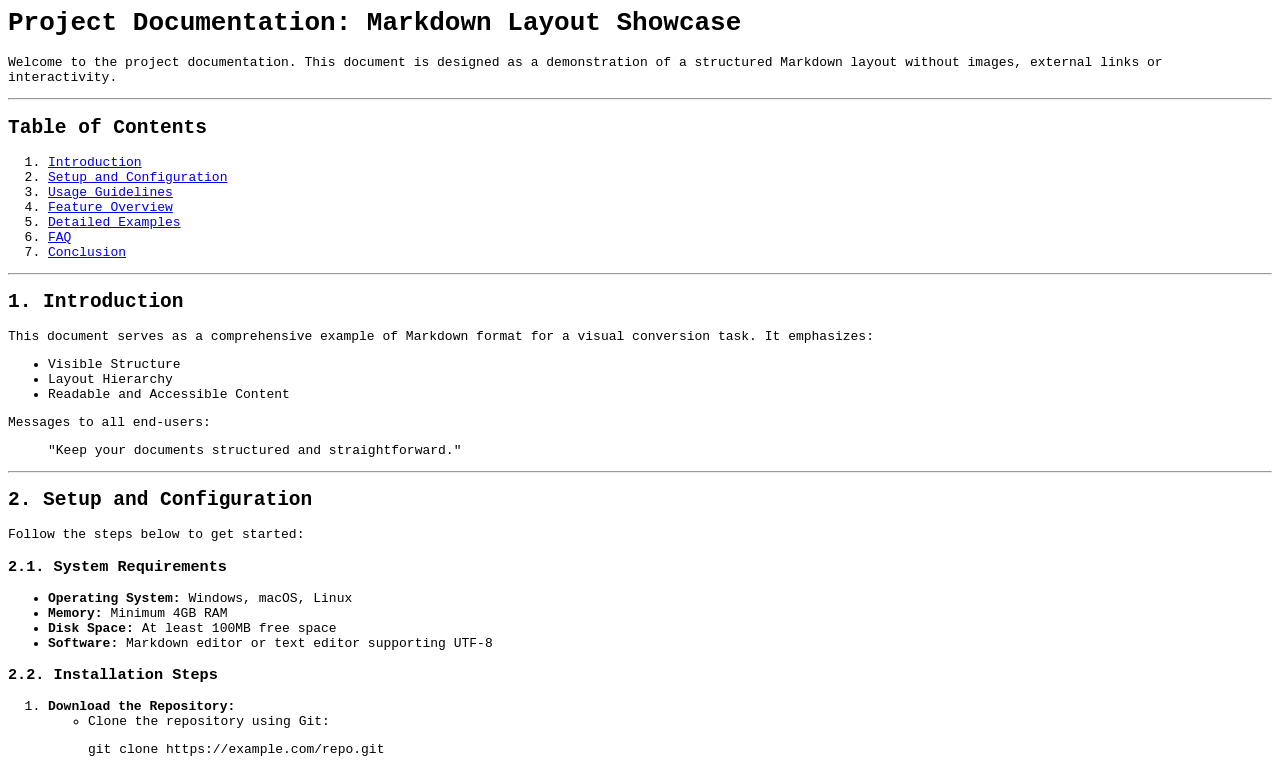 Project Documentation: Markdown Layout Showcase
Welcome to the project documentation. This document is designed as a demonstration of a structured Markdown layout without images, external links or
interactivity.
Table of Contents
1. Introduction
2. Setup and Configuration
3. Usage Guidelines
4. Feature Overview
5. Detailed Examples
6. FAQ
7. Conclusion
1. Introduction
This document serves as a comprehensive example of Markdown format for a visual conversion task. It emphasizes:
• Visible Structure
• Layout Hierarchy
• Readable and Accessible Content
Messages to all end-users:
"Keep your documents structured and straightforward."
2. Setup and Configuration
Follow the steps below to get started:
2.1. System Requirements
• Operating System: Windows, macOS, Linux
• Memory: Minimum 4GB RAM
• Disk Space: At least 100MB free space
• Software: Markdown editor or text editor supporting UTF-8
2.2. Installation Steps
1. Download the Repository:
◦ Clone the repository using Git:
git clone https://example.com/repo.git